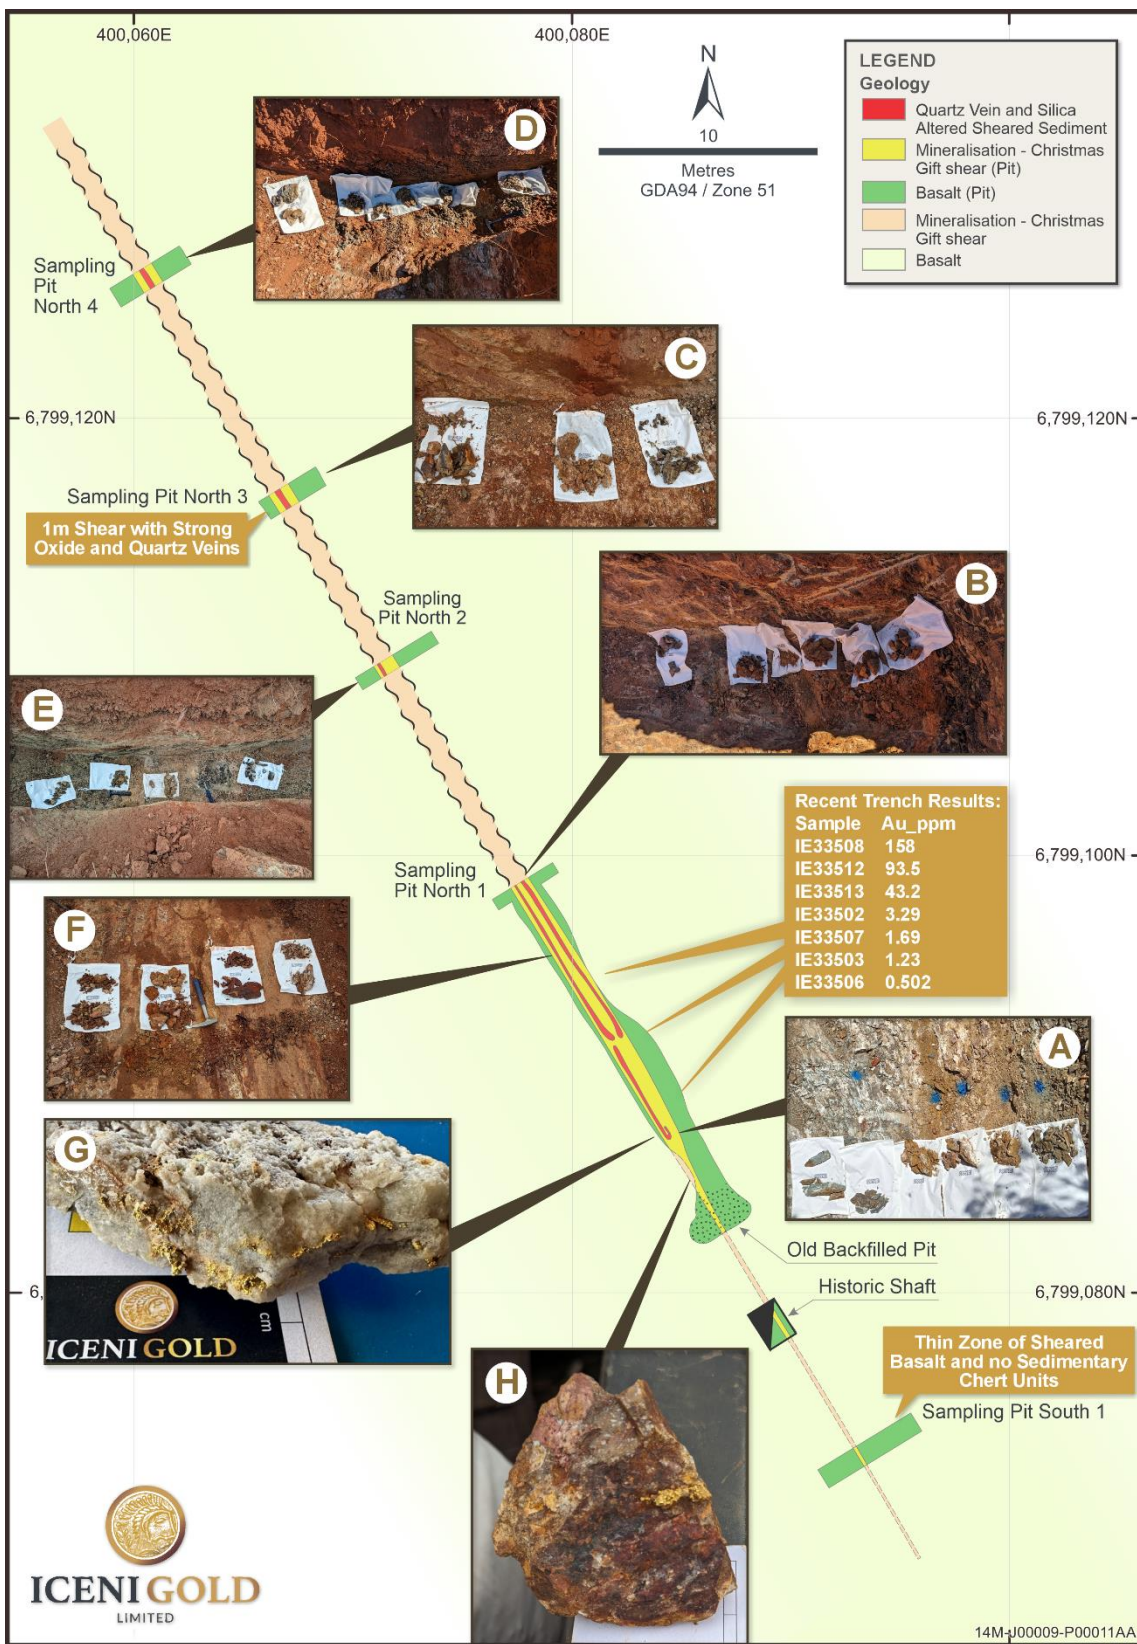 400,060E
400,080E
N
10
Metres
GDA94 / Zone 51
LEGEND
Geology
Quartz Vein and Silica
Altered Sheared Sediment
Mineralisation - Christmas
Gift shear (Pit)
Basalt (Pit)
Mineralisation - Christmas
Gift shear
Basalt
D
Sampling
Pit
North 4
C
6,799,120N
6,799,120N
Sampling Pit North 3
1m Shear with Strong
Oxide and Quartz Veins
B
Sampling
Pit North 2
E
Recent Trench Results:
Sample Au_ppm
IE33508 158
IE33512 93.5
IE33513 43.2
IE33502 3.29
IE33507 1.69
IE33503 1.23
IE33506 0.502
Sampling
Pit North 1
6,799,100N
F
A
G
Old Backfilled Pit
Historic Shaft
6,
6,799,080N
cm
ICENI GOLD
Thin Zone of Sheared
Basalt and no Sedimentary
Chert Units
Sampling Pit South 1
H
ICENI GOLD
LIMITED
14M-J00009-P00011AA